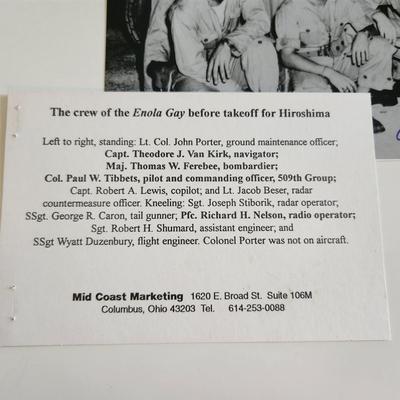 The crew of the Enola Gay before takeoff for Hiroshima
Left to right, standing: Lt. Col. John Porter, ground maintenance officer;
Capt. Theodore J. Van Kirk, navigator;
Maj. Thomas W. Ferebee, bombardier;
Col. Paul W. Tibbets, pilot and commanding officer, 509th Group;
Capt. Robert A. Lewis, copilot; and Lt. Jacob Beser, radar
countermeasure officer. Kneeling: Sgt. Joseph Stiborik, radar operator;
SSgt. George R. Caron, tail gunner; Pfc. Richard H. Nelson, radio operator;
Sgt. Robert H. Shumard, assistant engineer; and
SSgt Wyatt Duzenbury, flight engineer. Colonel Porter was not on aircraft.
Mid Coast Marketing 1620 E. Broad St. Suite 106M
Columbus, Ohio 43203 Tel. 614-253-0088